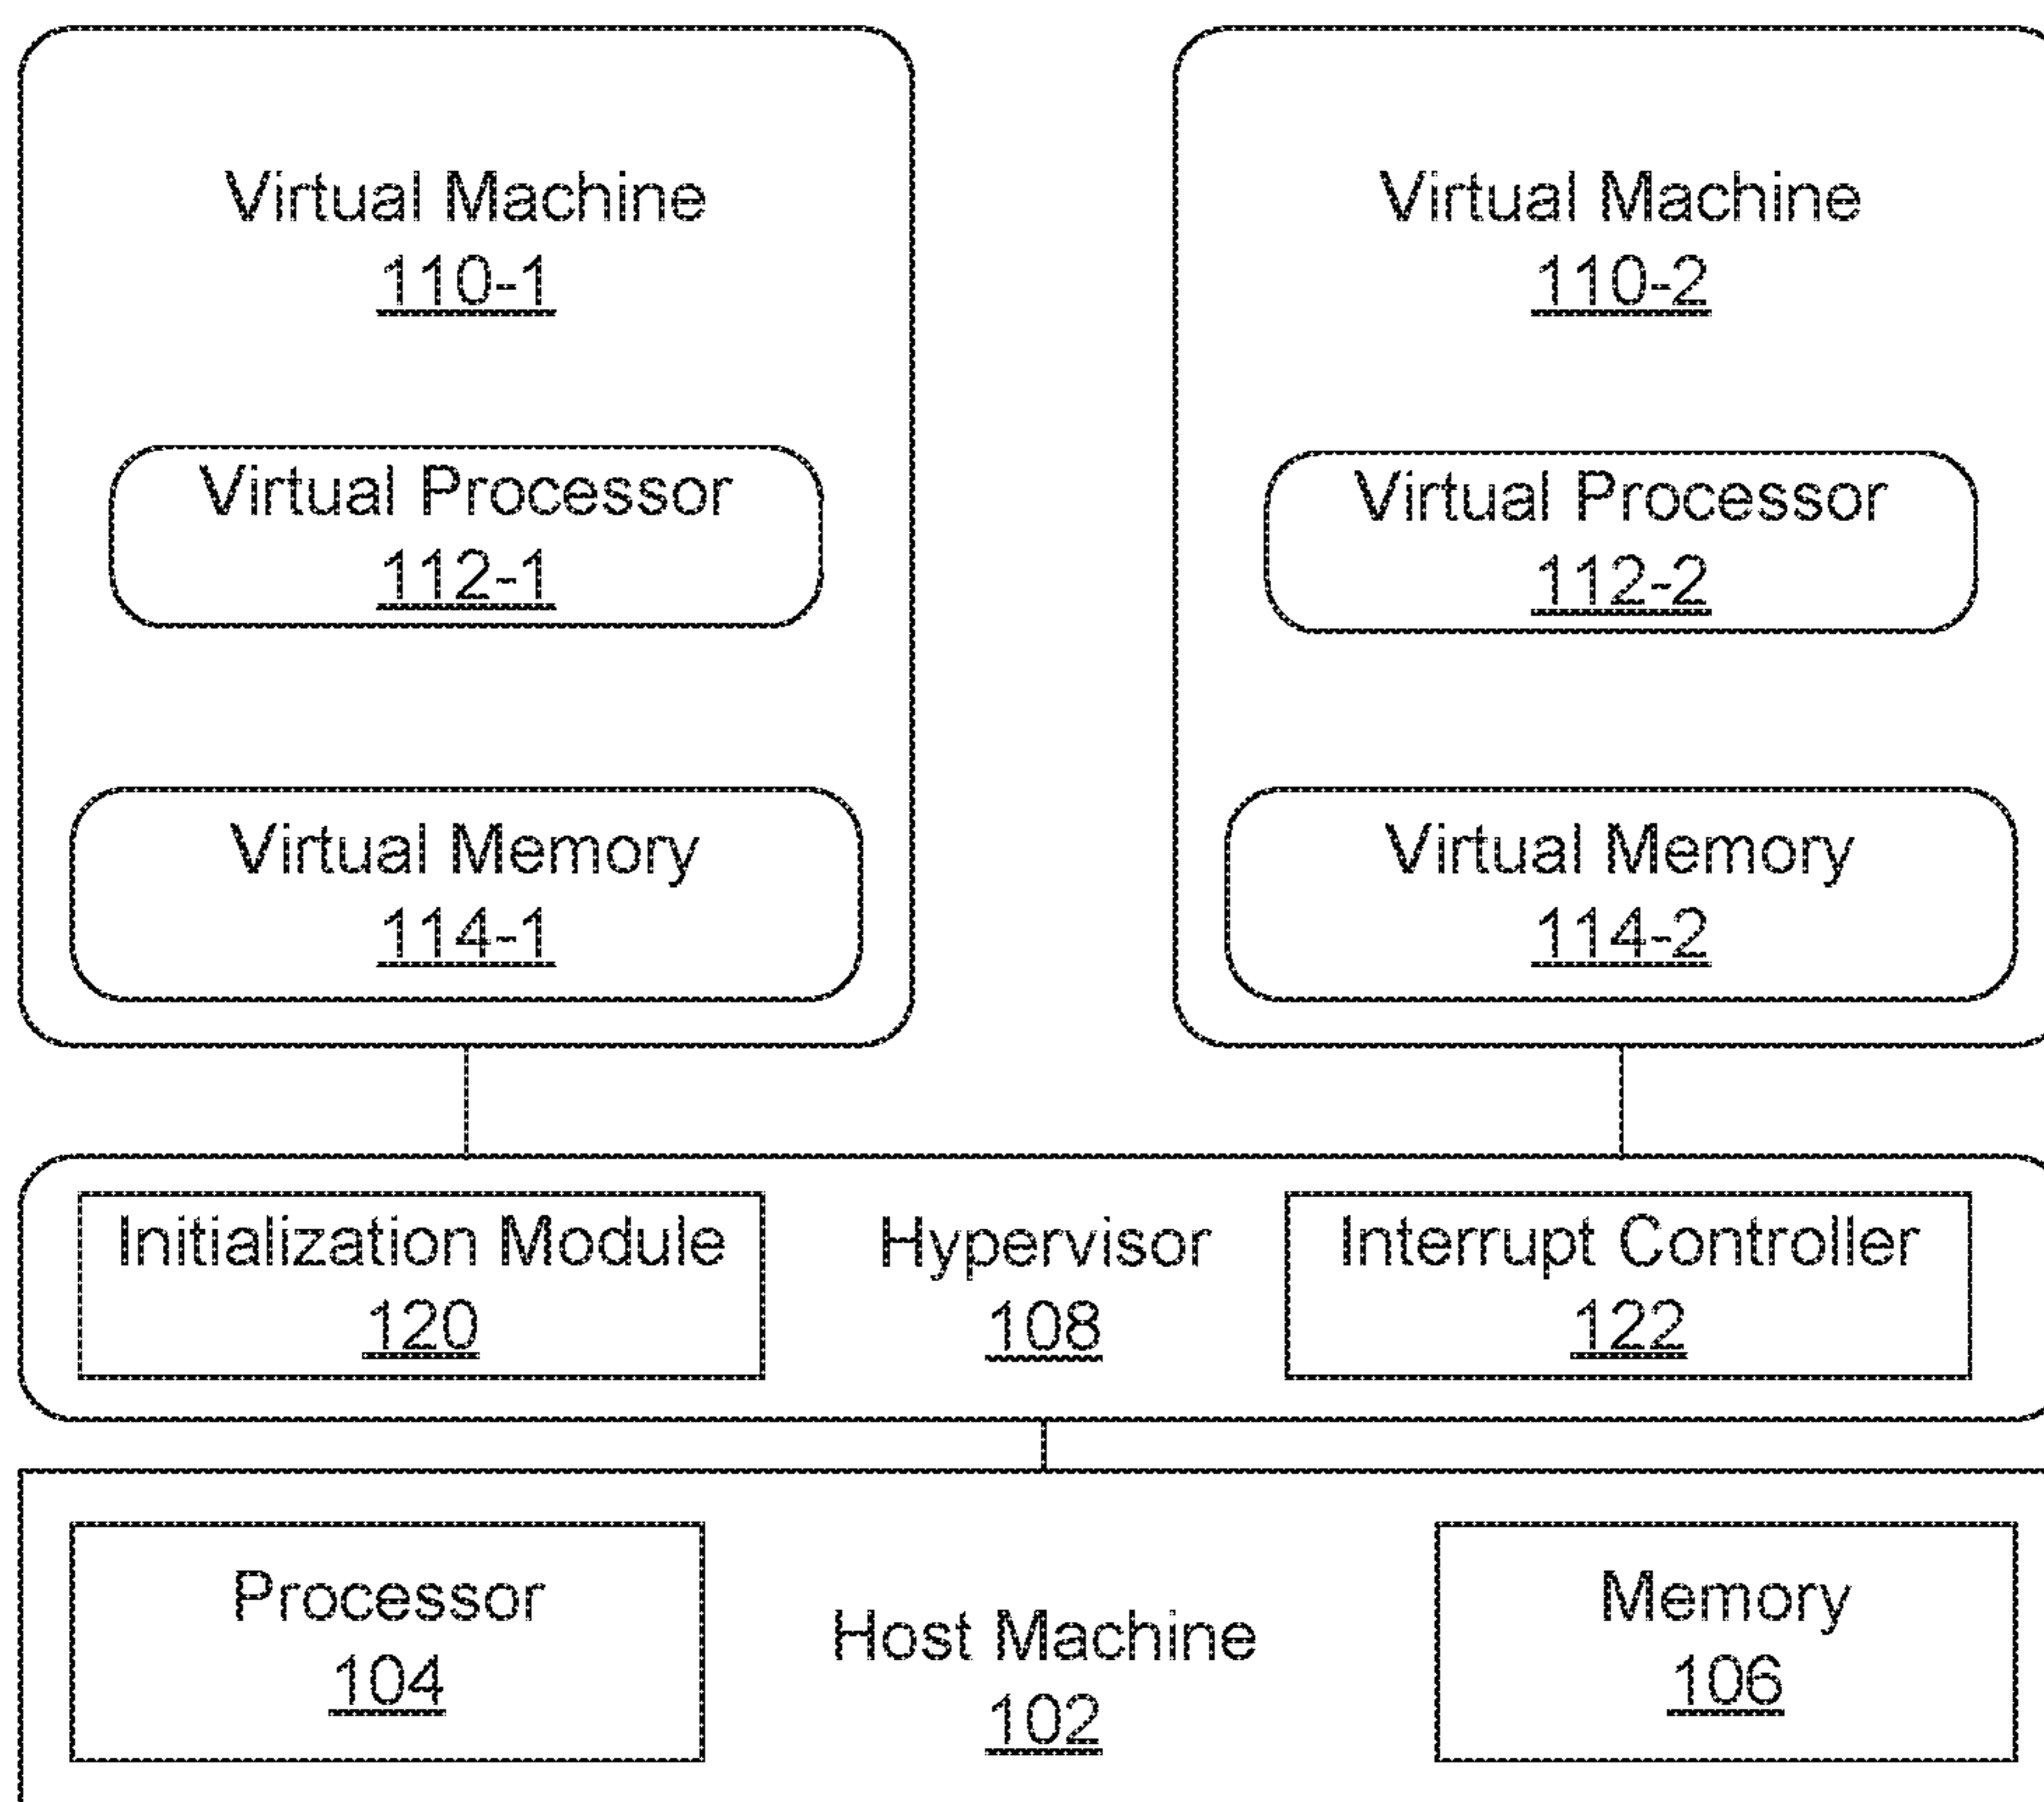 Virtual Machine
110-1
Virtual Processor
112-1
Virtual Memory
114-1
Virtual Machine
110-2
Virtual Processor
112-2
Virtual Memory
114-2
Initialization Module
120
Hypervisor
108
Interrupt Controller
122
Processor
104
Host Machine
102
Memory
106